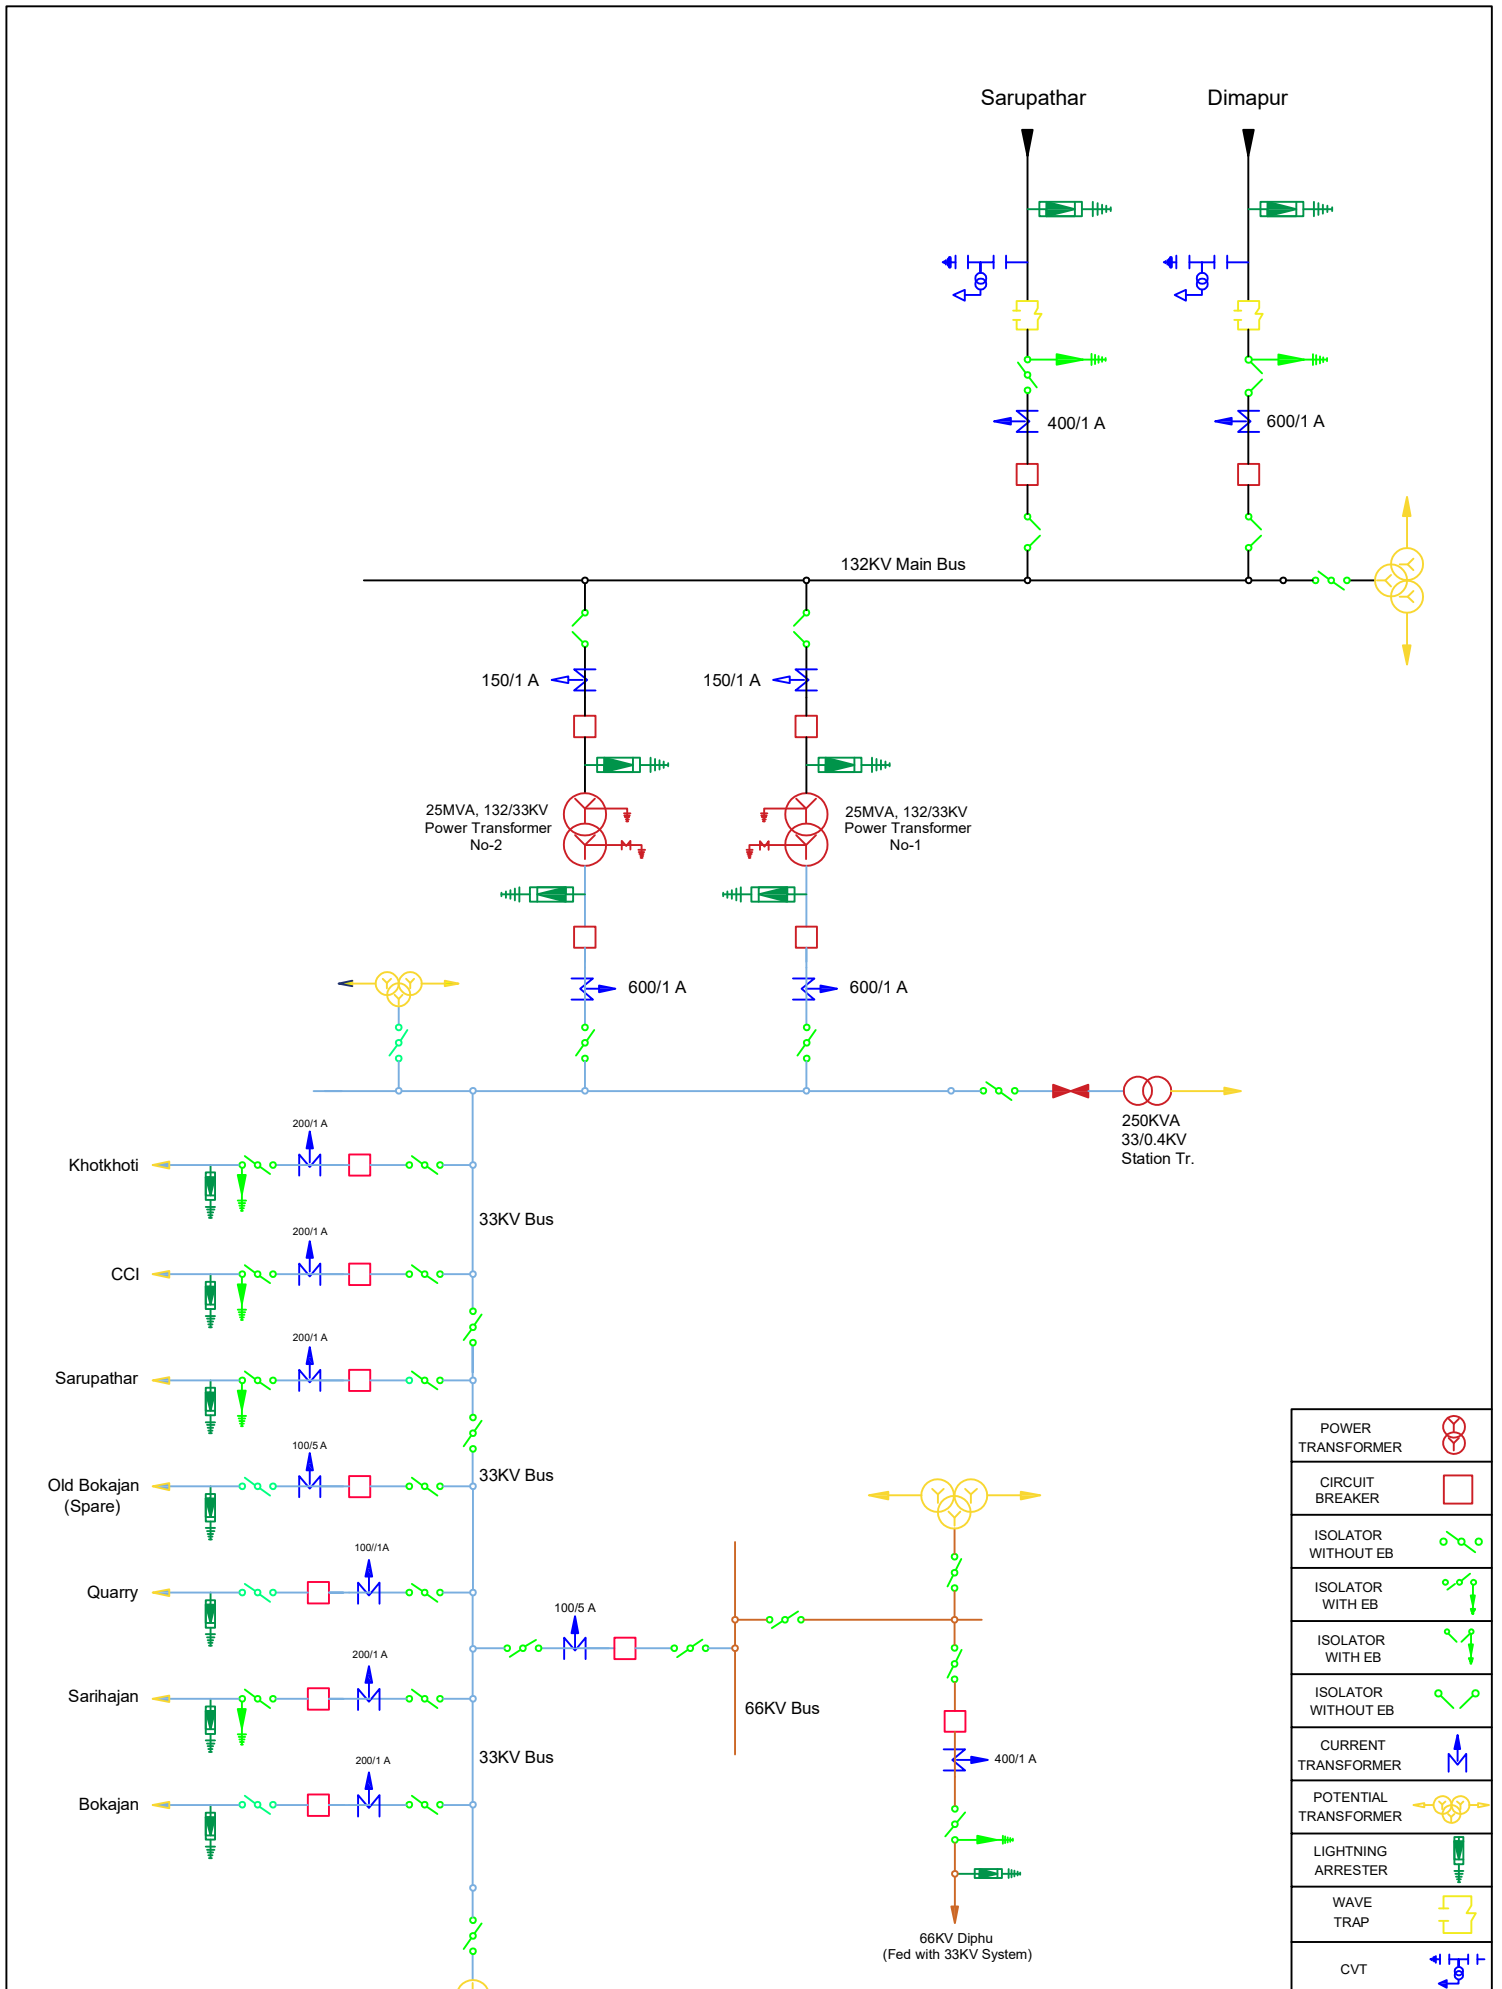 Sarupathar
Dimapur
400/1 A
600/1 A
132KV Main Bus
150/1 A
150/1 A
25MVA, 132/33KV
Power Transformer
No-2
25MVA, 132/33KV
Power Transformer
No-1
600/1 A
600/1 A
250KVA
33/0.4KV
Station Tr.
200/1 A
Khotkhoti
33KV Bus
200/1 A
CCI
200/1 A
Sarupathar
100/5 A
Old Bokajan
(Spare)
33KV Bus
100//1A
Quarry
100/5 A
200/1 A
Sarihajan
66KV Bus
33KV Bus
200/1 A
Bokajan
400/1 A
66KV Diphu
(Fed with 33KV System)
POWER
TRANSFORMER
CIRCUIT
BREAKER
ISOLATOR
WITHOUT EB
ISOLATOR
WITH EB
ISOLATOR
WITH EB
ISOLATOR
WITHOUT EB
CURRENT
TRANSFORMER
POTENTIAL
TRANSFORMER
LIGHTNING
ARRESTER
WAVE
TRAP
CVT